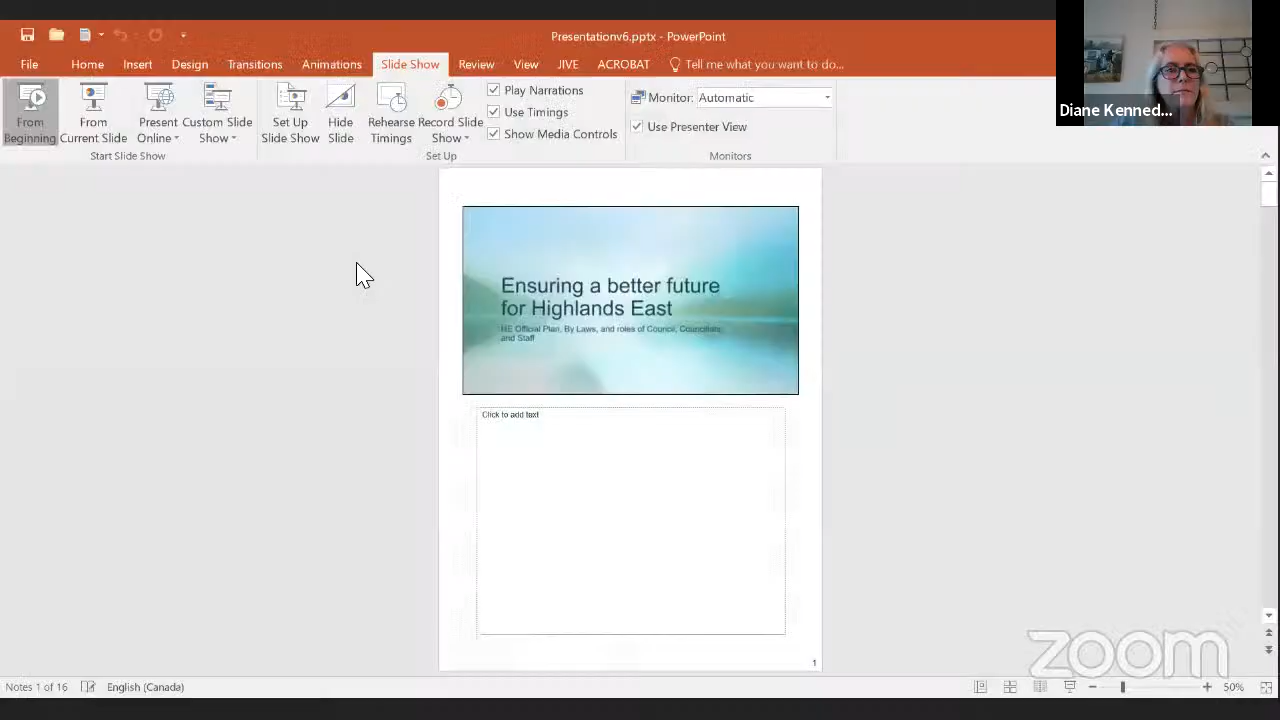 Presentationv6.pptx - PowerPoint
File Home Insert Design Transitions Animations Slide Show Review View JIVE ACROBAT Tell me what you want to do...
From Beginning
From Current Slide
Present Online
Custom Slide Show
Start Slide Show
Set Up Slide Show
Hide Slide
Rehearse Timings
Record Slide Show
Play Narrations
Use Timings
Show Media Controls
Set Up
Monitor: Automatic
Use Presenter View
Monitors
Diane Kenned...
Ensuring a better future
for Highlands East
HE Official Plan, By Laws, and roles of Council, Councillors,
and Staff
Click to add text
1
zoom
Notes 1 of 16 English (Canada) 50%